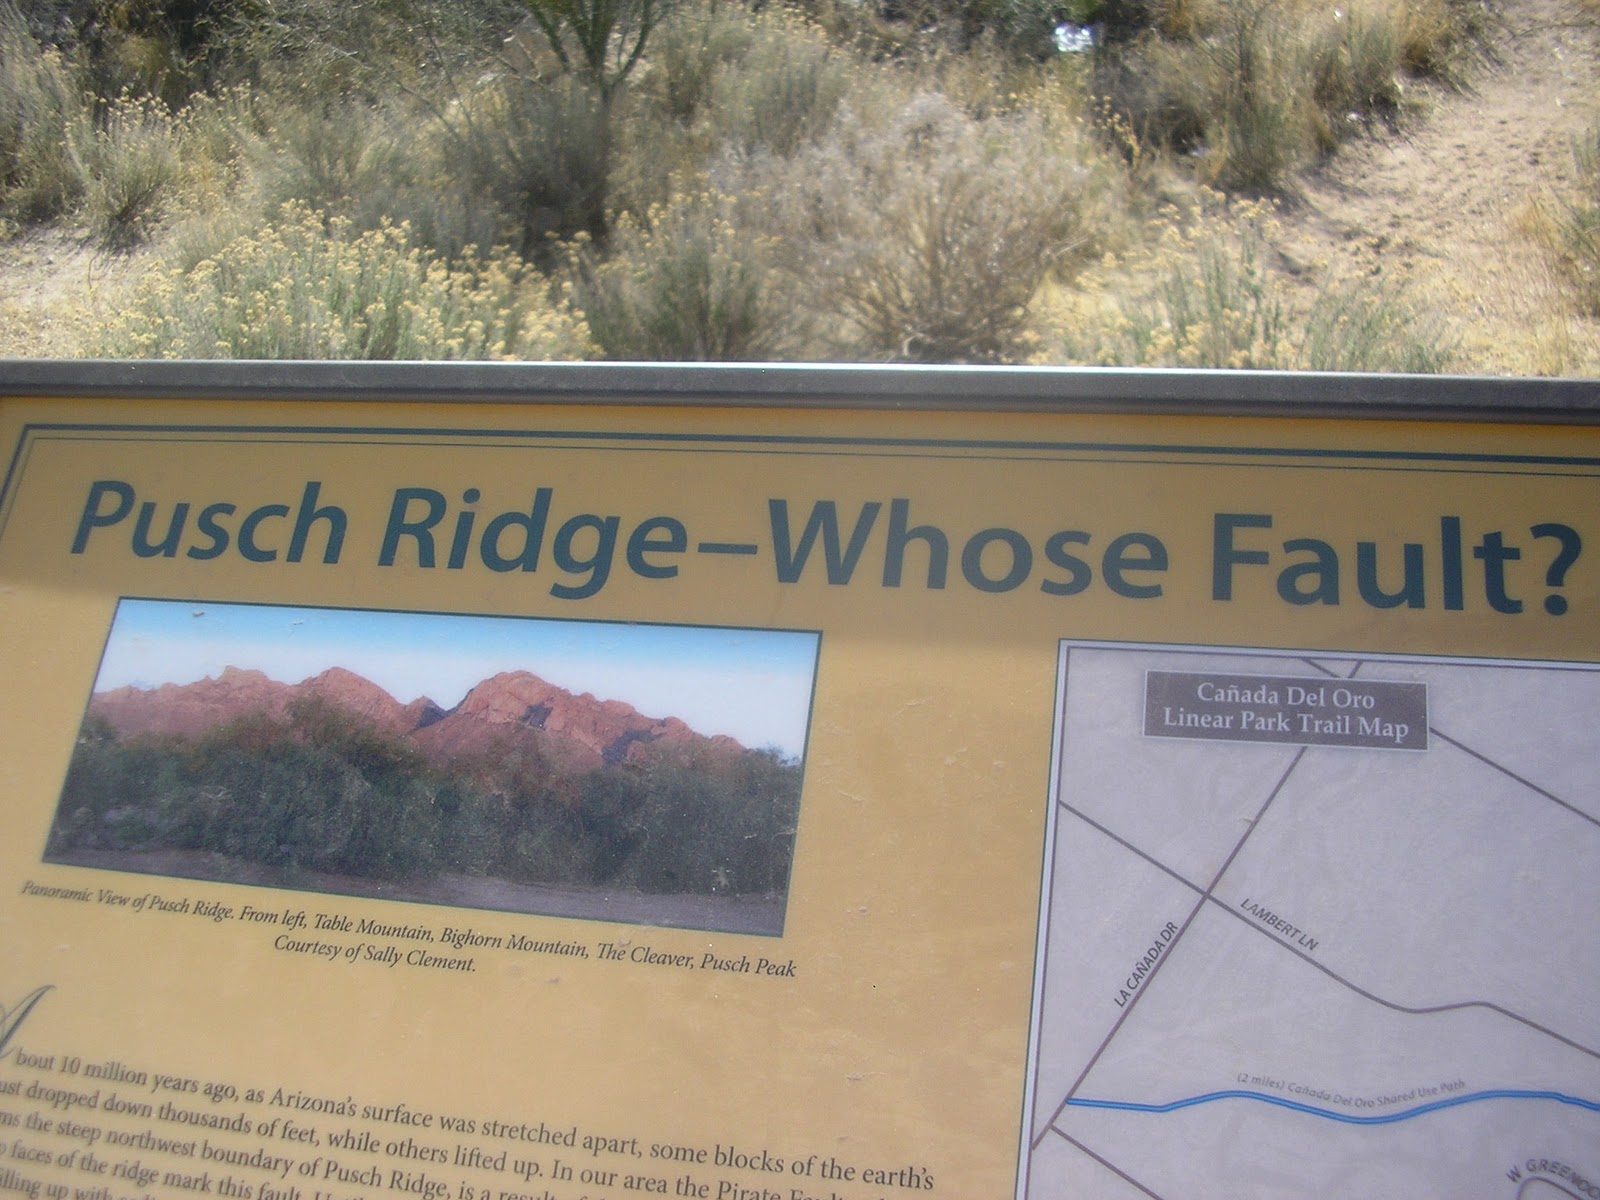 Pusch Ridge–Whose Fault?
Panoramic View of Pusch Ridge. From left, Table Mountain, Bighorn Mountain, The Cleaver, Pusch Peak
Courtesy of Sally Clement.
About 10 million years ago, as Arizona's surface was stretched apart, some blocks of the earth's
dropped down thousands of feet, while others lifted up. In our area the Pirate
the steep northwest boundary of Pusch Ridge, is a
faces of the ridge mark this fault.
up with
Cañada Del Oro
Linear Park Trail Map
LAMBERT LN
LA CAÑADA DR
(2 miles) Cañada Del Oro Shared Use Path
W GREENOC